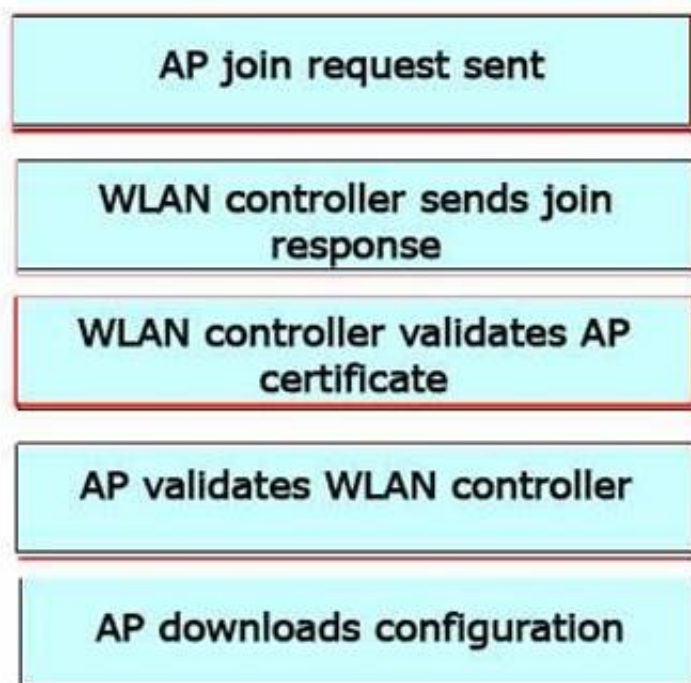 AP join request sent
WLAN controller sends join
response
WLAN controller validates AP
certificate
AP validates WLAN controller
AP downloads configuration